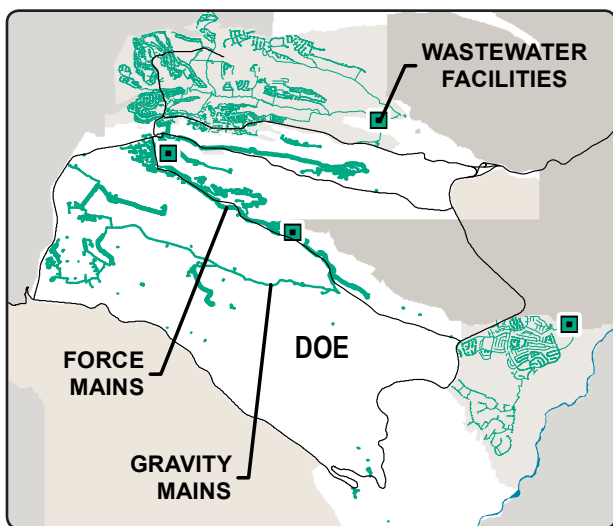 WASTEWATER
FACILITIES
DOE
FORCE
MAINS
GRAVITY
MAINS